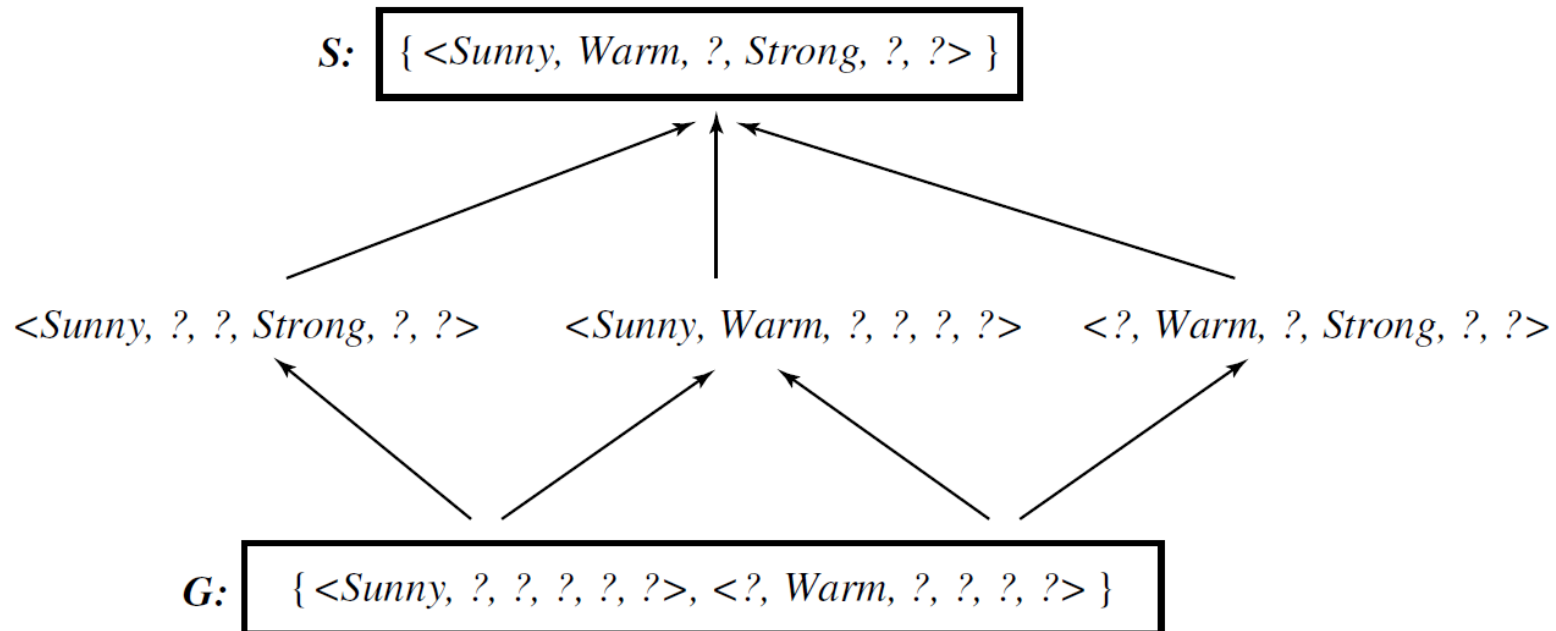 S: { <Sunny, Warm, ?, Strong, ?, ?> }
<Sunny, ?, ?, Strong, ?, ?> <Sunny, Warm, ?, ?, ?, ?> <?, Warm, ?, Strong, ?, ?>
G: { <Sunny, ?, ?, ?, ?, ?>, <?, Warm, ?, ?, ?, ?> }